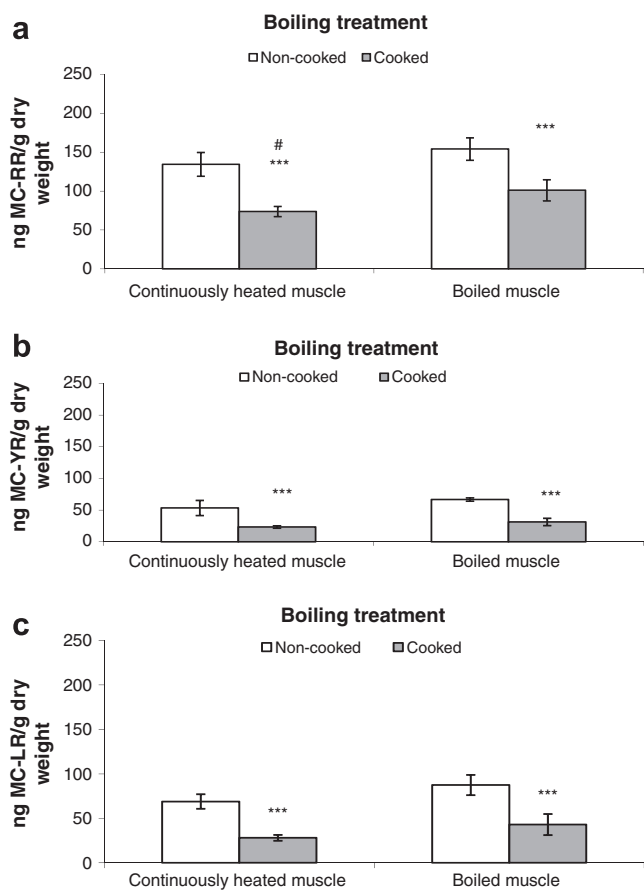 a
Boiling treatment
□Non-cooked ■Cooked
ng MC-RR/g dry
weight
250
200
150
100
50
0
#
***
***
Continuously heated muscle Boiled muscle
b
Boiling treatment
□Non-cooked ■Cooked
ng MC-YR/g dry
weight
250
200
150
100
50
0
***
***
Continuously heated muscle Boiled muscle
c
Boiling treatment
□Non-cooked ■Cooked
ng MC-LR/g dry
weight
250
200
150
100
50
0
***
***
Continuously heated muscle Boiled muscle